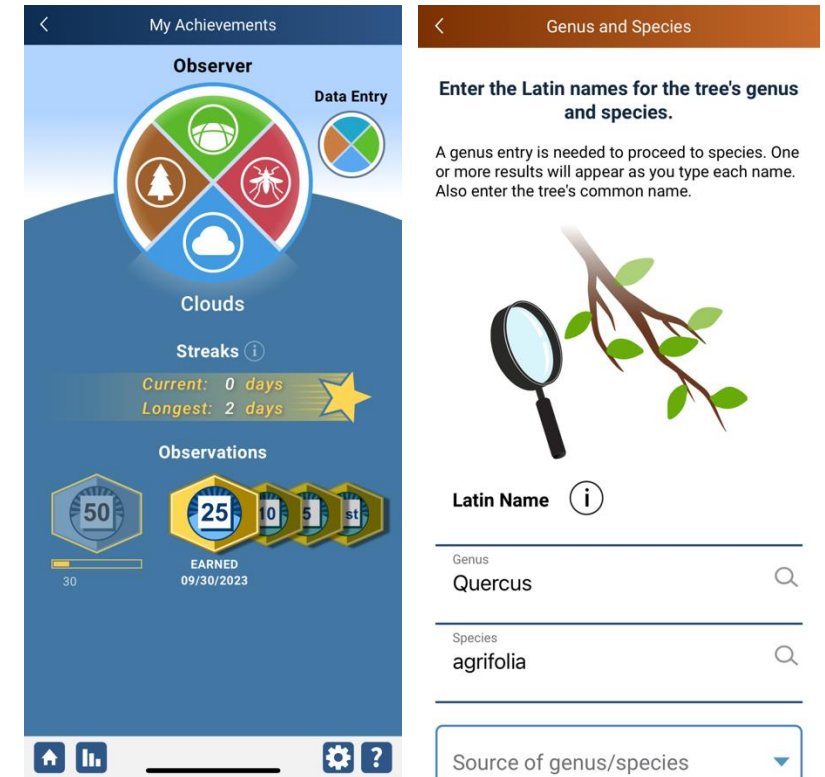 My Achievements
Observer
Data Entry
Clouds
Streaks i
Current: 0 days
Longest: 2 days
Observations
50
25
10
5
st
30
EARNED
09/30/2023
?
Genus and Species
Enter the Latin names for the tree's genus
and species.
A genus entry is needed to proceed to species. One
or more results will appear as you type each name.
Also enter the tree's common name.
Latin Name i
Genus
Quercus
Species
agrifolia
Source of genus/species